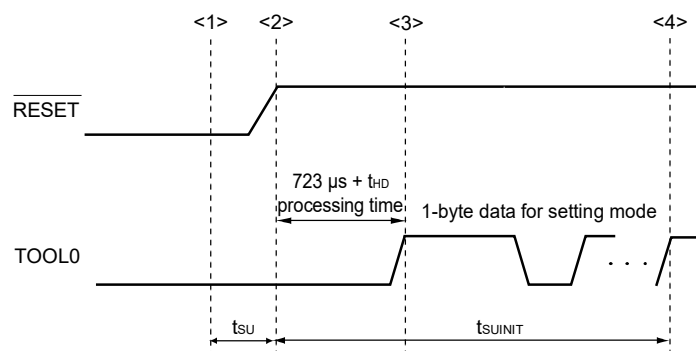 <1> <2> <3> <4>
RESET
723 µs + tHD
processing time
1-byte data for setting mode
TOOL0
. . .
tSU tSUINIT